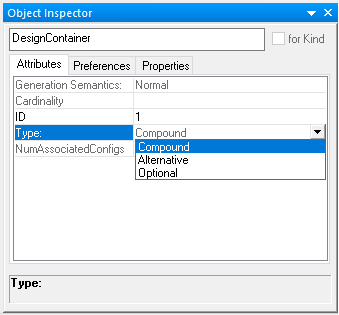 Object Inspector
DesignContainer
for Kind
Attributes Preferences Properties
Generation Semantics: Normal
Cardinality
ID 1
Type: Compound
Compound
Alternative
Optional
NumAssociatedConfigs
Type: